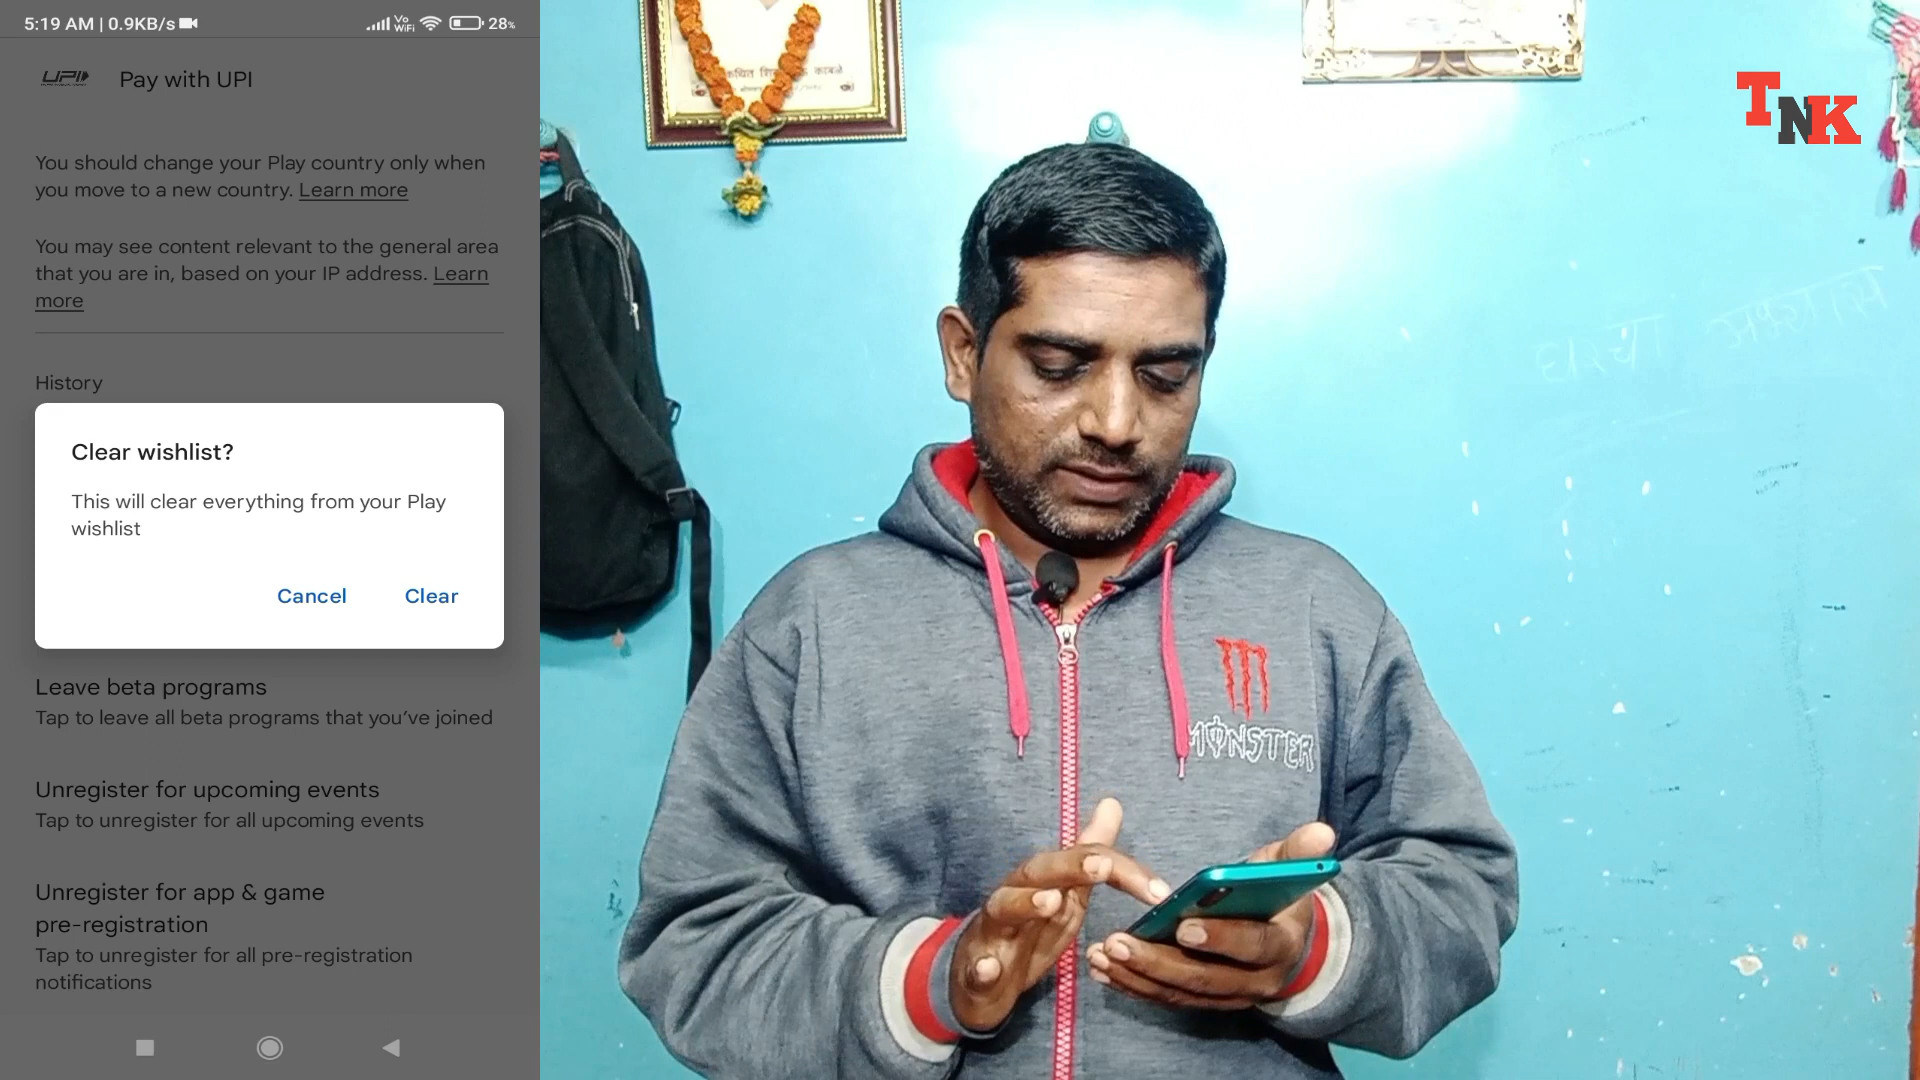 5:19 AM | 0.9KB/s
Vo
WiFi
28%
UPI
Pay with UPI
You should change your Play country only when
you move to a new country. Learn more
You may see content relevant to the general area
that you are in, based on your IP address. Learn
more
History
Clear wishlist?
This will clear everything from your Play
wishlist
Cancel
Clear
Leave beta programs
Tap to leave all beta programs that you’ve joined
Unregister for upcoming events
Tap to unregister for all upcoming events
Unregister for app & game
pre-registration
Tap to unregister for all pre-registration
notifications
TNK
MONSTER